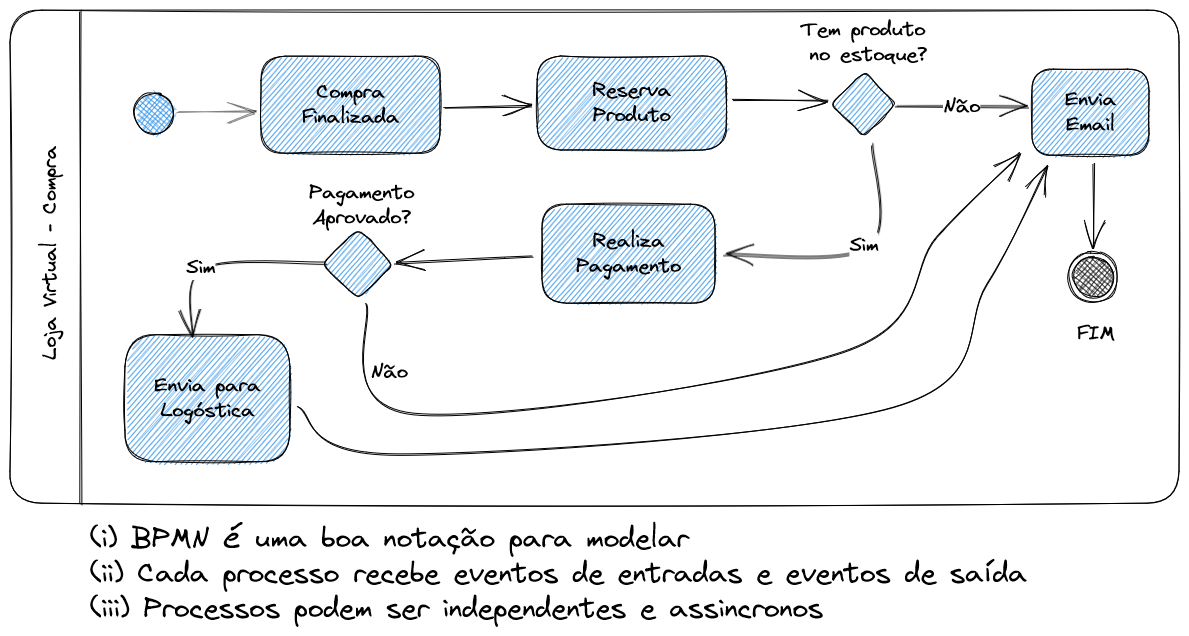 Loja Virtual - Compra
Compra
Finalizada
Reserva
Produto
Tem produto
no estoque?
Não
Envia
Email
Sim
Realiza
Pagamento
Pagamento
Aprovado?
Sim
Não
Envia para
Logóstica
FIM
(i) BPMN é uma boa notação para modelar
(ii) Cada processo recebe eventos de entradas e eventos de saída
(iii) Processos podem ser independentes e assincronos